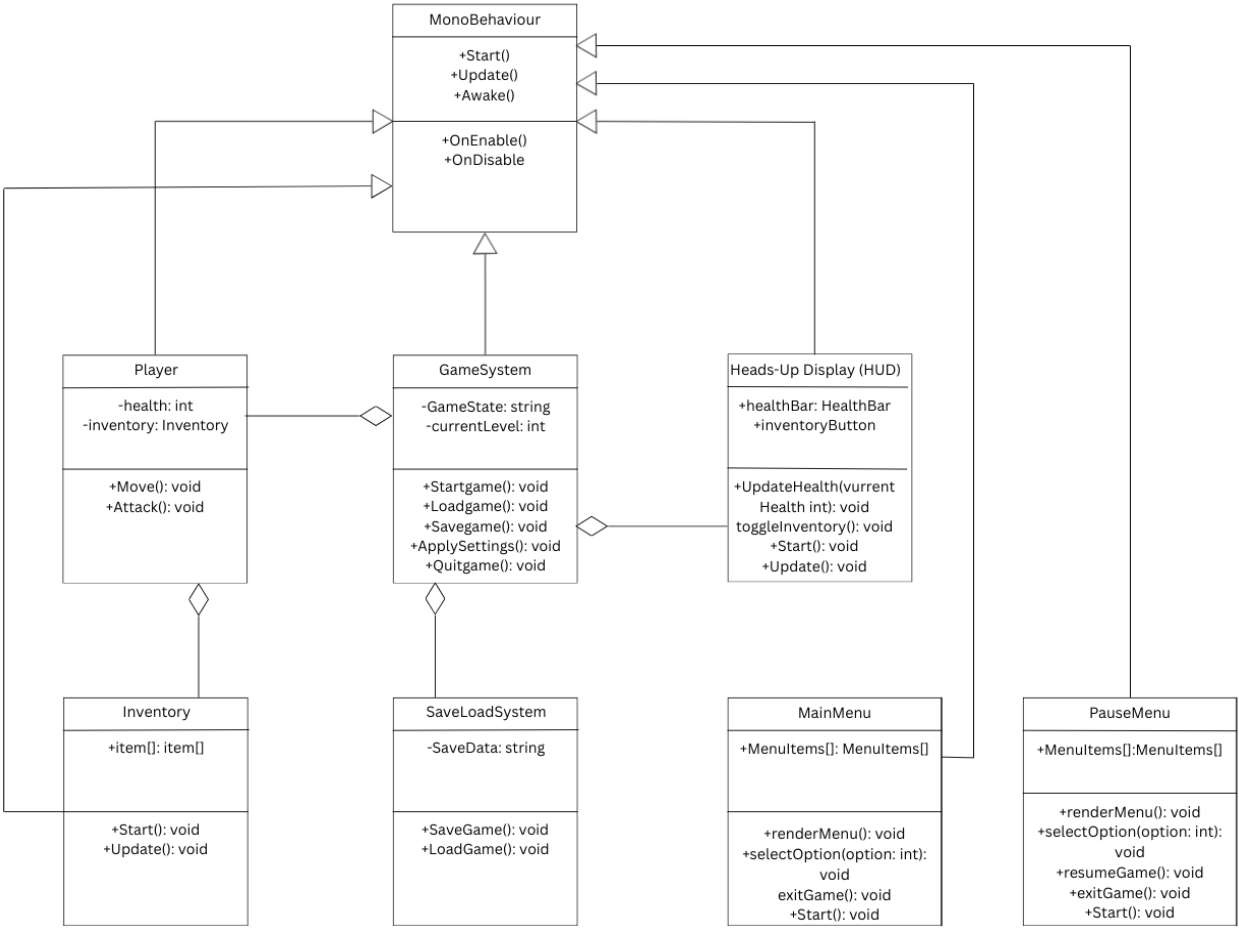 MonoBehaviour
+Start()
+Update()
+Awake()
+OnEnable()
+OnDisable
Player
-health: int
-inventory: Inventory
+Move(): void
+Attack(): void
GameSystem
-GameState: string
-currentLevel: int
+Startgame(): void
+Loadgame(): void
+Savegame(): void
+ApplySettings(): void
+Quitgame(): void
Heads-Up Display (HUD)
+healthBar: HealthBar
+inventoryButton
+UpdateHealth(vurrent
Health int): void
toggleInventory(): void
+Start(): void
+Update(): void
Inventory
+item[]: item[]
+Start(): void
+Update(): void
SaveLoadSystem
-SaveData: string
+SaveGame(): void
+LoadGame(): void
MainMenu
+MenuItems[]: MenuItems[]
+renderMenu(): void
+selectOption(option: int):
void
exitGame(): void
+Start(): void
PauseMenu
+MenuItems[]:MenuItems[]
+renderMenu(): void
+selectOption(option: int):
void
+resumeGame(): void
+exitGame(): void
+Start(): void